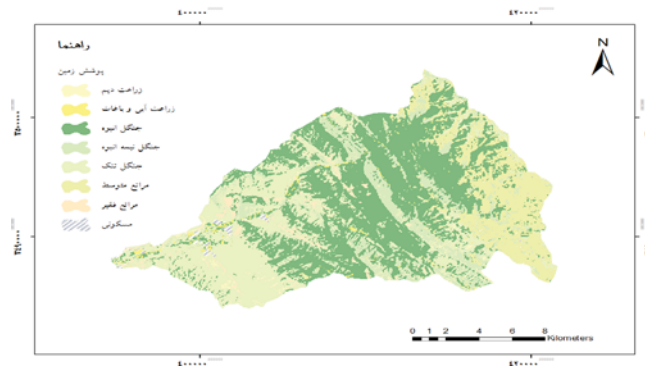 راهنما
پوشش زمین
زراعت دیم
زراعت آبی و باغات
جنگل انبوه
جنگل نیمه انبوه
جنگل تنک
مراتع متوسط
مراتع فقیر
مسکونی
N
0 1 2 4 6 8
Kilometers